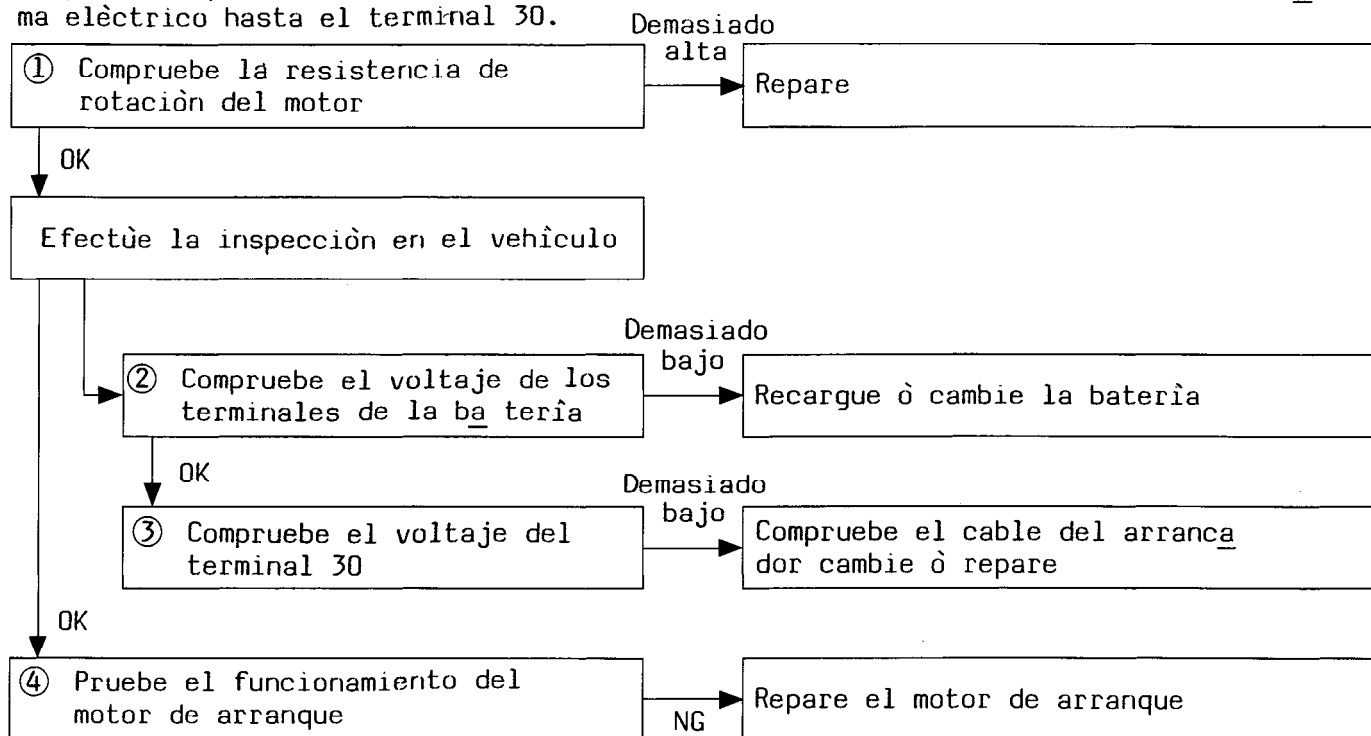 ma elèctrico hasta el terminal 30.
Demasiado
alta
① Compruebe la resistencia de
rotaciòn del motor
Repare
OK
Efectùe la inspecciòn en el vehîculo
Demasiado
bajo
② Compruebe el voltaje de los
terminales de la ba terîa
Recargue ò cambie la baterîa
OK
Demasiado
bajo
③ Compruebe el voltaje del
terminal 30
Compruebe el cable del arranca
dor cambie ò repare
OK
④ Pruebe el funcionamiento del
motor de arranque
NG
Repare el motor de arranque